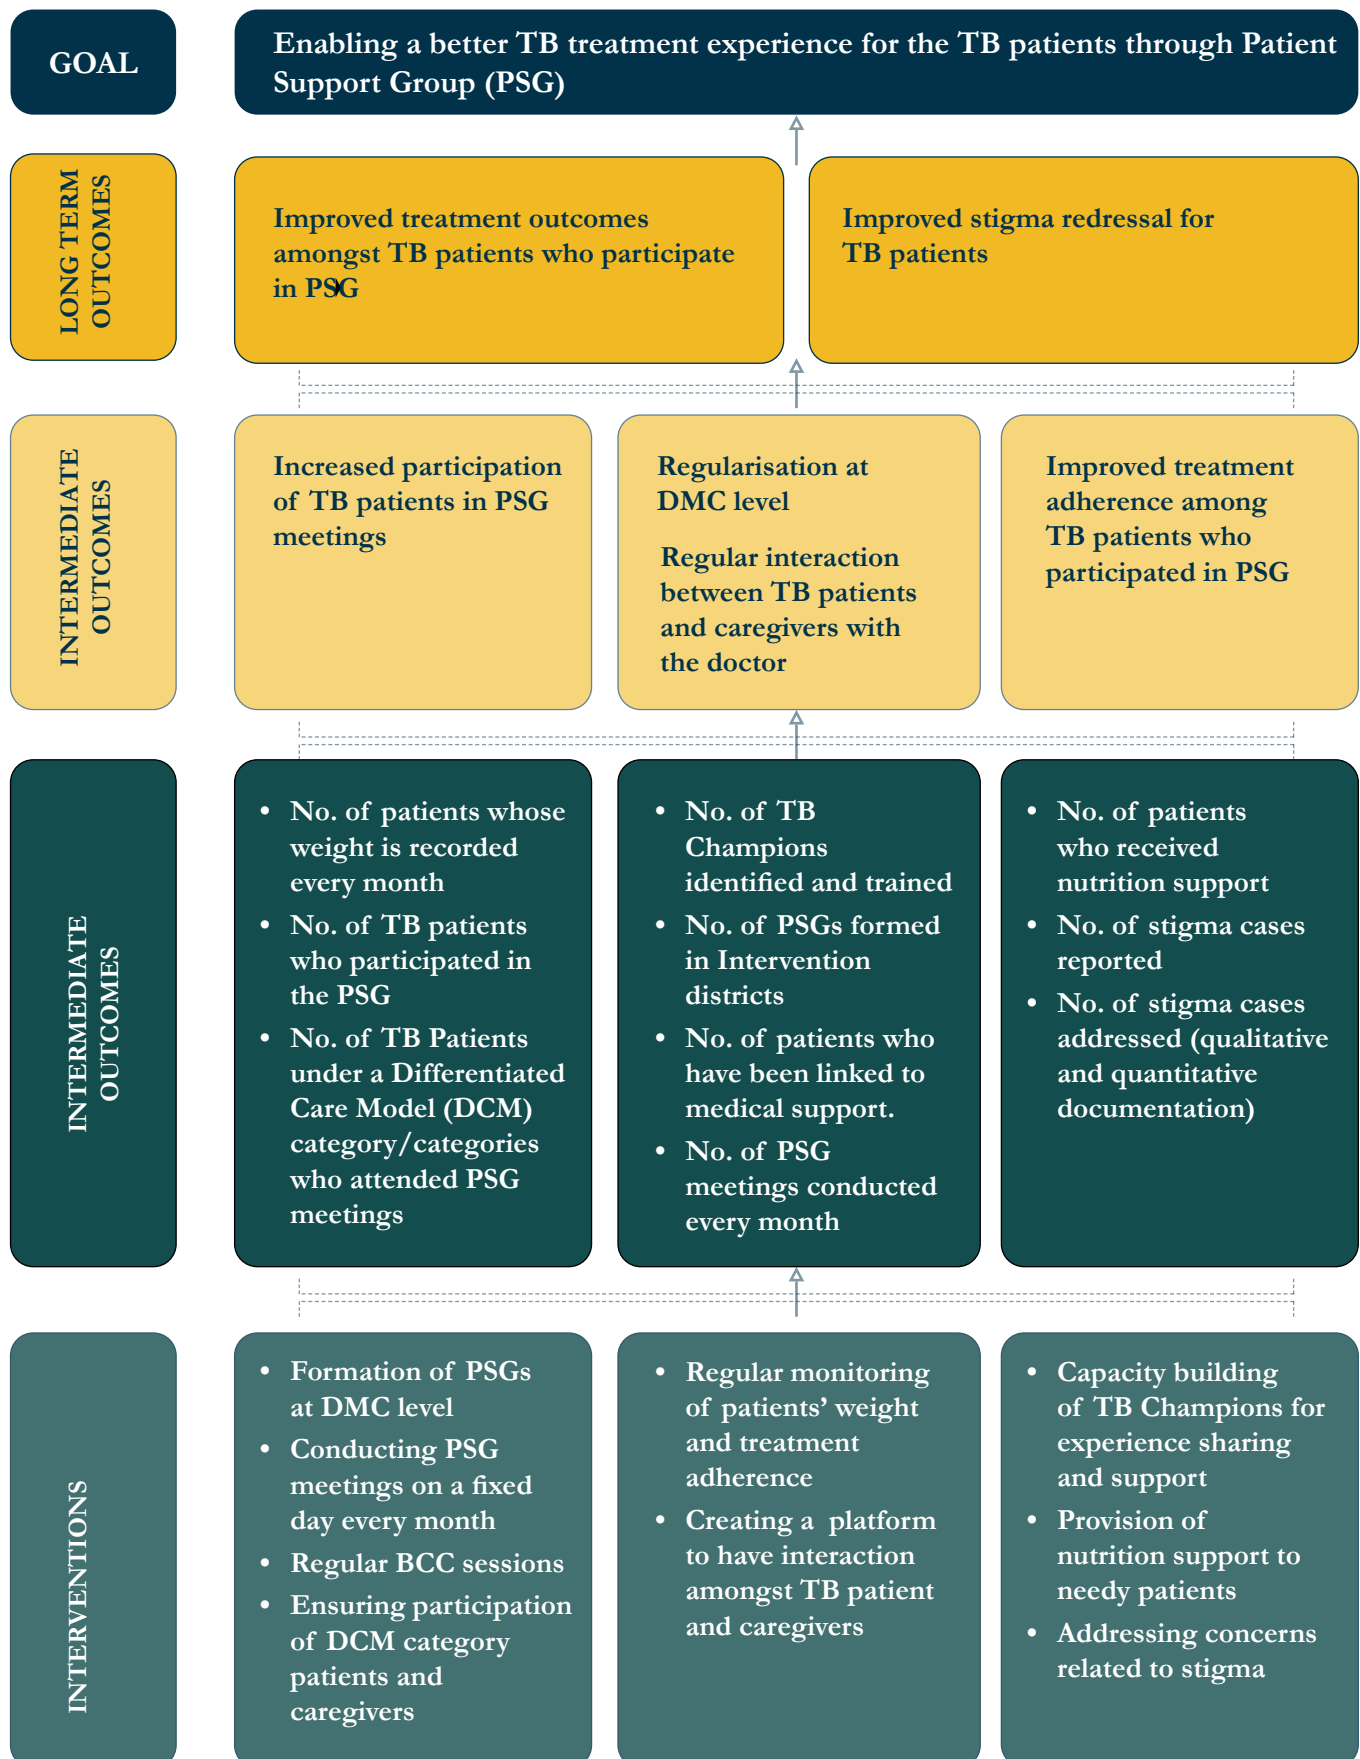 GOAL
Enabling a better TB treatment experience for the TB patients through Patient
Support Group (PSG)
LONG TERM
OUTCOMES
Improved treatment outcomes
amongst TB patients who participate
in PSG
Improved stigma redressal for
TB patients
INTERMEDIATE
OUTCOMES
Increased participation
of TB patients in PSG
meetings
Regularisation at
DMC level
Regular interaction
between TB patients
and caregivers with
the doctor
Improved treatment
adherence among
TB patients who
participated in PSG
INTERMEDIATE
OUTCOMES
• No. of patients whose
weight is recorded
every month
• No. of TB patients
who participated in
the PSG
• No. of TB Patients
under a Differentiated
Care Model (DCM)
category/categories
who attended PSG
meetings
• No. of TB
Champions
identified and trained
• No. of PSGs formed
in Intervention
districts
• No. of patients who
have been linked to
medical support.
• No. of PSG
meetings conducted
every month
• No. of patients
who received
nutrition support
• No. of stigma cases
reported
• No. of stigma cases
addressed (qualitative
and quantitative
documentation)
INTERVENTIONS
• Formation of PSGs
at DMC level
• Conducting PSG
meetings on a fixed
day every month
• Regular BCC sessions
• Ensuring participation
of DCM category
patients and
caregivers
• Regular monitoring
of patients’ weight
and treatment
adherence
• Creating a platform
to have interaction
amongst TB patient
and caregivers
• Capacity building
of TB Champions for
experience sharing
and support
• Provision of
nutrition support to
needy patients
• Addressing concerns
related to stigma